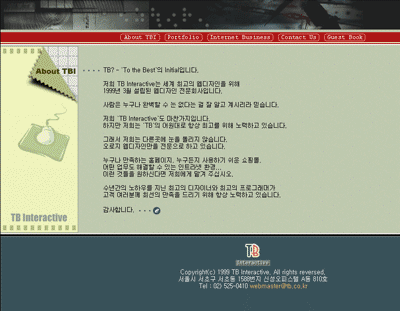 About TBI Portfolio Internet Business Contact Us Guest Book
About TBI
TB? - 'To the Best'의 Initial입니다.
저희 TB Interactive는 세계 최고의 웹디자인을 위해
1999년 3월 설립된 웹디자인 전문회사입니다.
사람은 누구나 완벽할 수 는 없다는 걸 잘 알고 계시리라 믿습니다.
저희 'TB Interactive'도 마찬가지입니다.
하지만 저희는 'TB'의 어원대로 항상 최고를 위해 노력하고 있습니다.
그래서 저희는 다른곳에 눈을 돌리지 않습니다.
오로지 웹디자인만을 전문으로 하고 있습니다.
누구나 만족하는 홈페이지, 누구든지 사용하기 쉬운 쇼핑몰,
어떤 업무도 해결할 수 있는 인트라넷 환경...
이런 것들을 원하신다면 저희에게 맡겨 주십시오.
수년간의 노하우를 지닌 최고의 디자이너와 최고의 프로그래머가
고객 여러분께 최선의 만족을 드리기 위해 항상 노력하고 있습니다.
감사합니다.
TB Interactive
TB
Interactive
Copyright(c) 1999 TB Interactive, All rights reversed,
서울시 서초구 서초동 1588번지 신성오피스텔 A동 810호
Tel : 02) 525-0410 webmaster@tb.co.kr